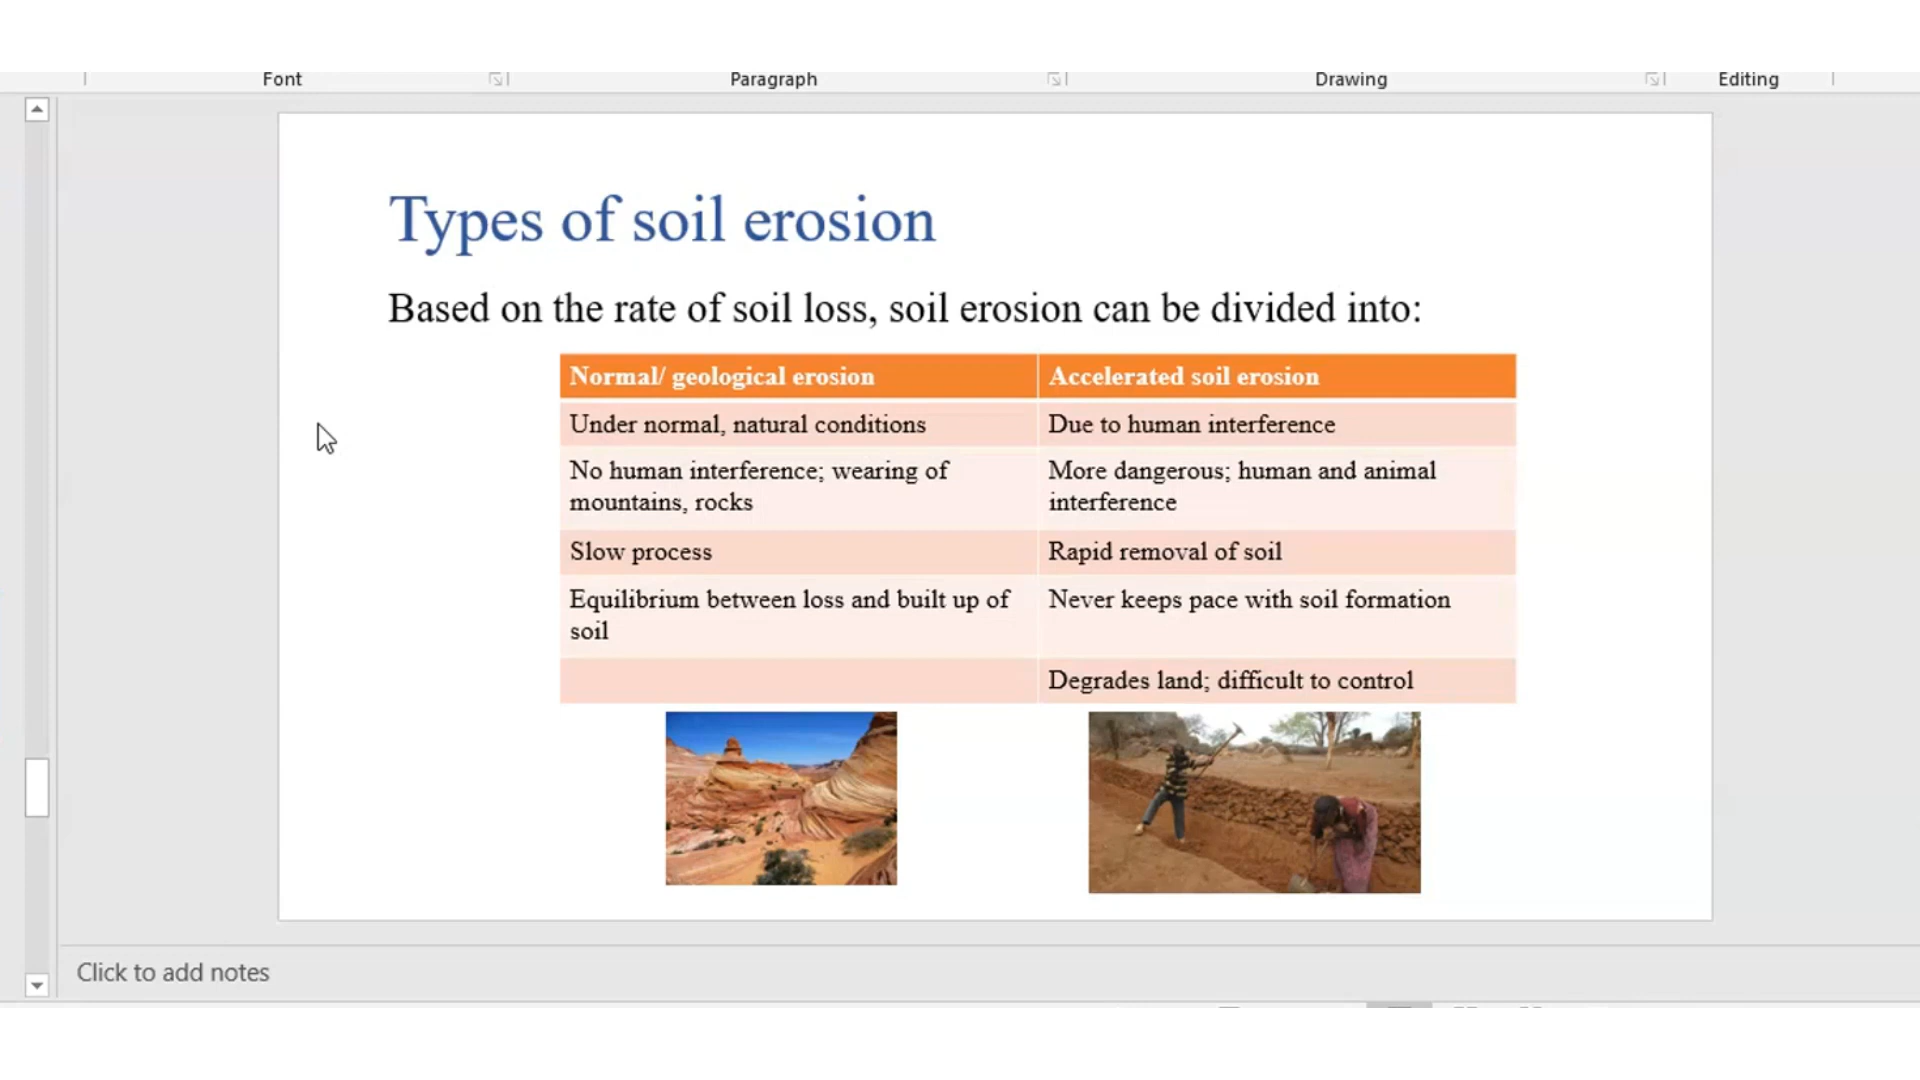 Font Paragraph Drawing Editing
Types of soil erosion
Based on the rate of soil loss, soil erosion can be divided into:
Normal/ geological erosion
Accelerated soil erosion
Under normal, natural conditions
Due to human interference
No human interference; wearing of
mountains, rocks
More dangerous; human and animal
interference
Slow process
Rapid removal of soil
Equilibrium between loss and built up of
soil
Never keeps pace with soil formation
Degrades land; difficult to control
Click to add notes